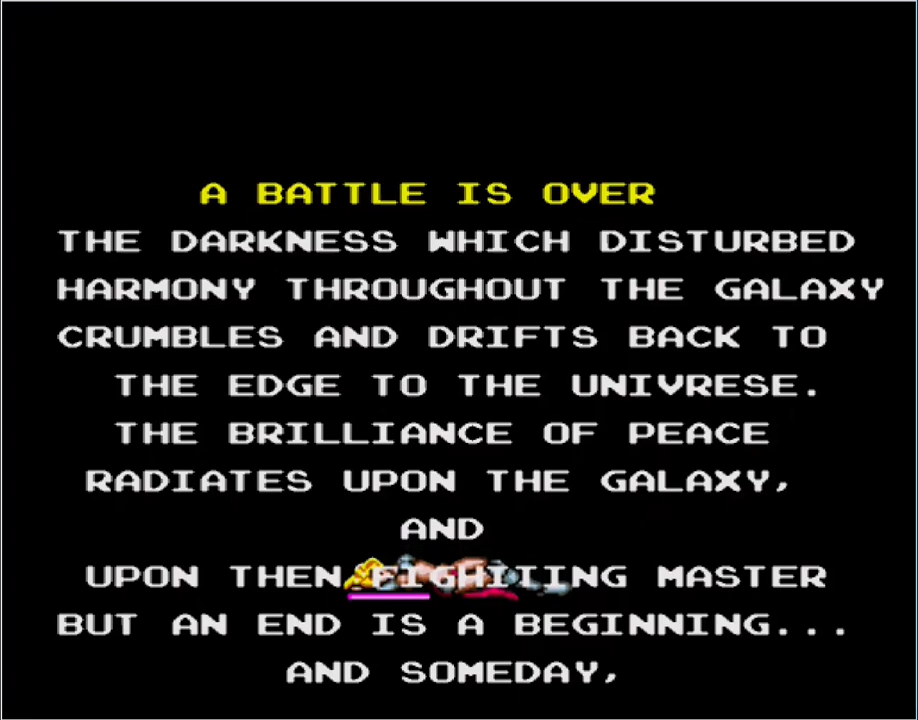 A BATTLE IS OVER
THE DARKNESS WHICH DISTURBED
HARMONY THROUGHOUT THE GALAXY
CRUMBLES AND DRIFTS BACK TO
THE EDGE TO THE UNIVRESE.
THE BRILLIANCE OF PEACE
RADIATES UPON THE GALAXY,
AND
UPON THEN FIGHITING MASTER
BUT AN END IS A BEGINNING...
AND SOMEDAY,